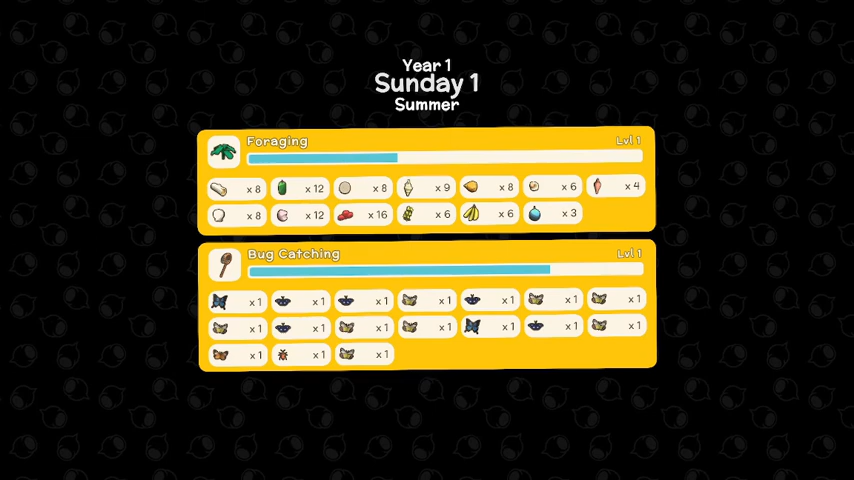 Year 1
Sunday 1
Summer
Foraging Lvl 1
x 8 x 12 x 8 x 9 x 8 x 6 x 4
x 8 x 12 x 16 x 6 x 6 x 3
Bug Catching Lvl 1
x 1 x 1 x 1 x 1 x 1 x 1 x 1
x 1 x 1 x 1 x 1 x 1 x 1 x 1
x 1 x 1 x 1